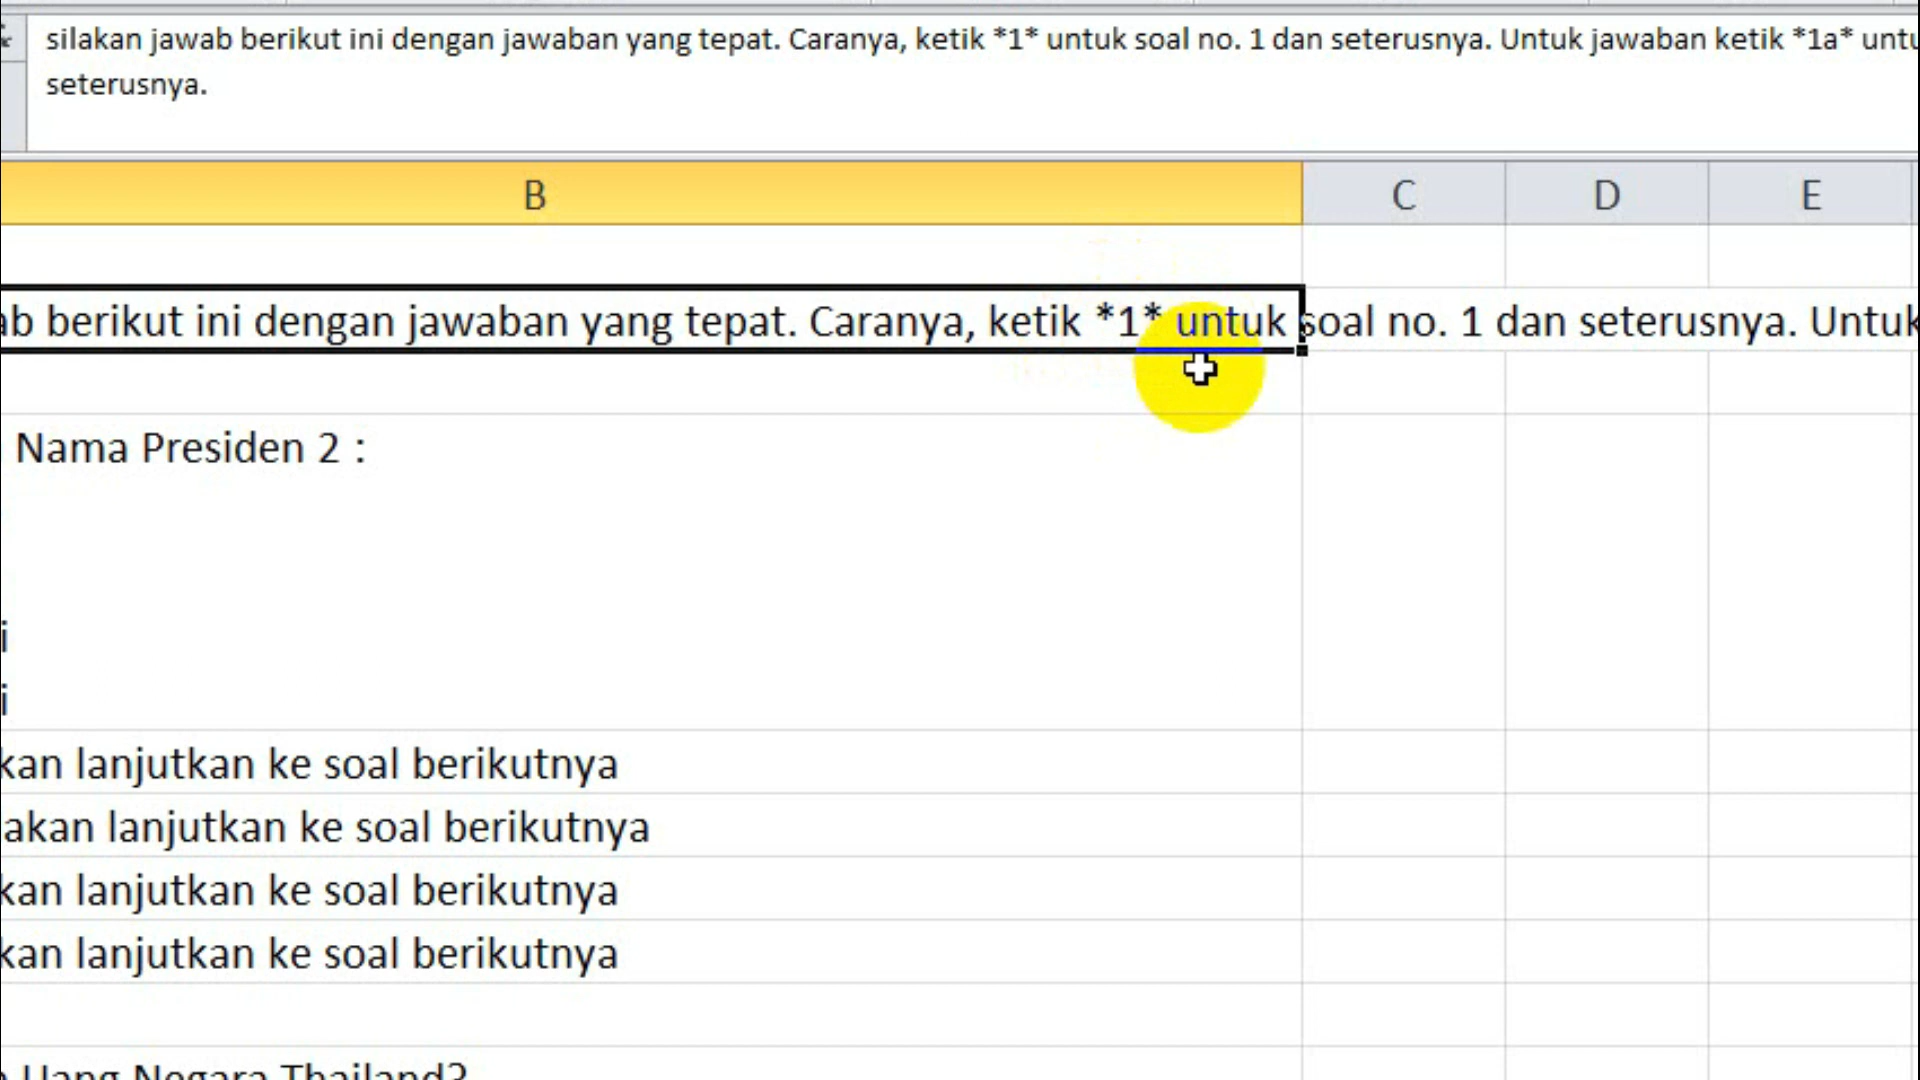 silakan jawab berikut ini dengan jawaban yang tepat. Caranya, ketik *1* untuk soal no. 1 dan seterusnya. Untuk jawaban ketik *1a*
seterusnya.
B C D E
berikut ini dengan jawaban yang tepat. Caranya, ketik *1* untuk soal no. 1 dan seterusnya. Untuk
Nama Presiden 2 :
i
i
kan lanjutkan ke soal berikutnya
akan lanjutkan ke soal berikutnya
kan lanjutkan ke soal berikutnya
kan lanjutkan ke soal berikutnya
Uang Negara Thailand?